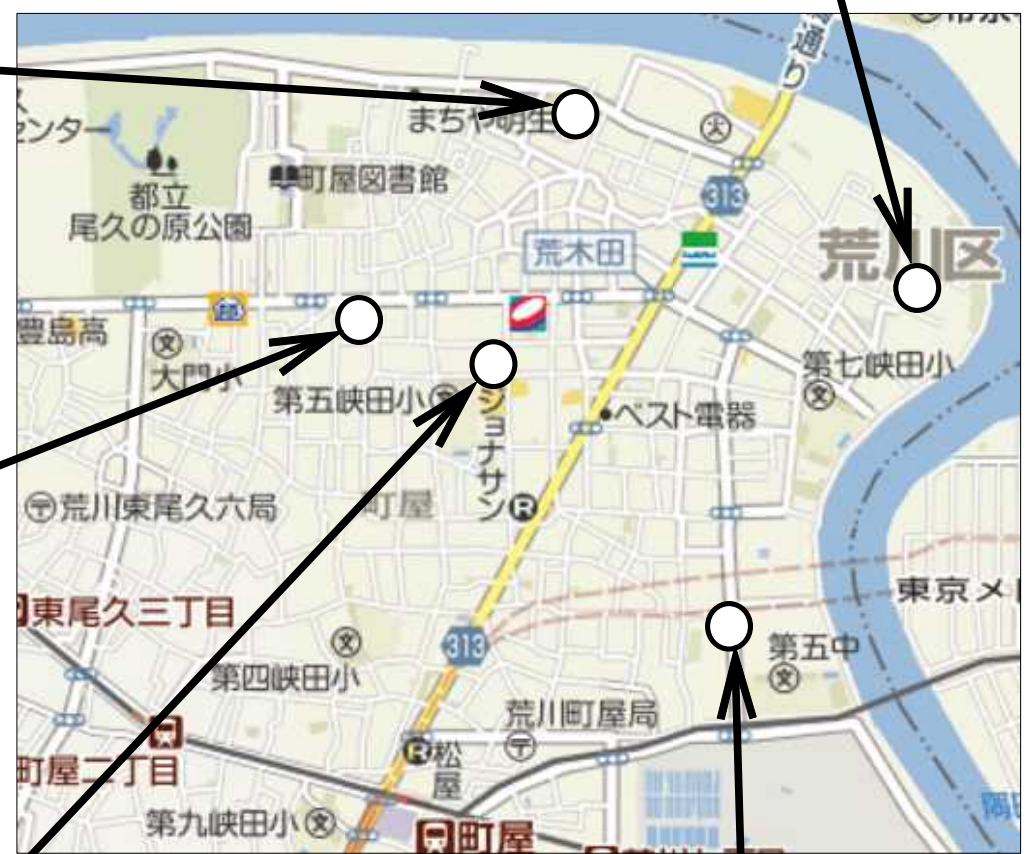 通り
センター
まちや明生
町屋図書館
都立
尾久の原公園
313
荒木田
荒川区
豊島高
大門小
第五峡田小
第七峡田小
ジョナサン
ベスト電器
荒川東尾久六局
町屋
東京メ
東尾久三丁目
313
第四峡田小
第五中
荒川町屋局
松屋
町屋二丁目
第九峡田小
町屋